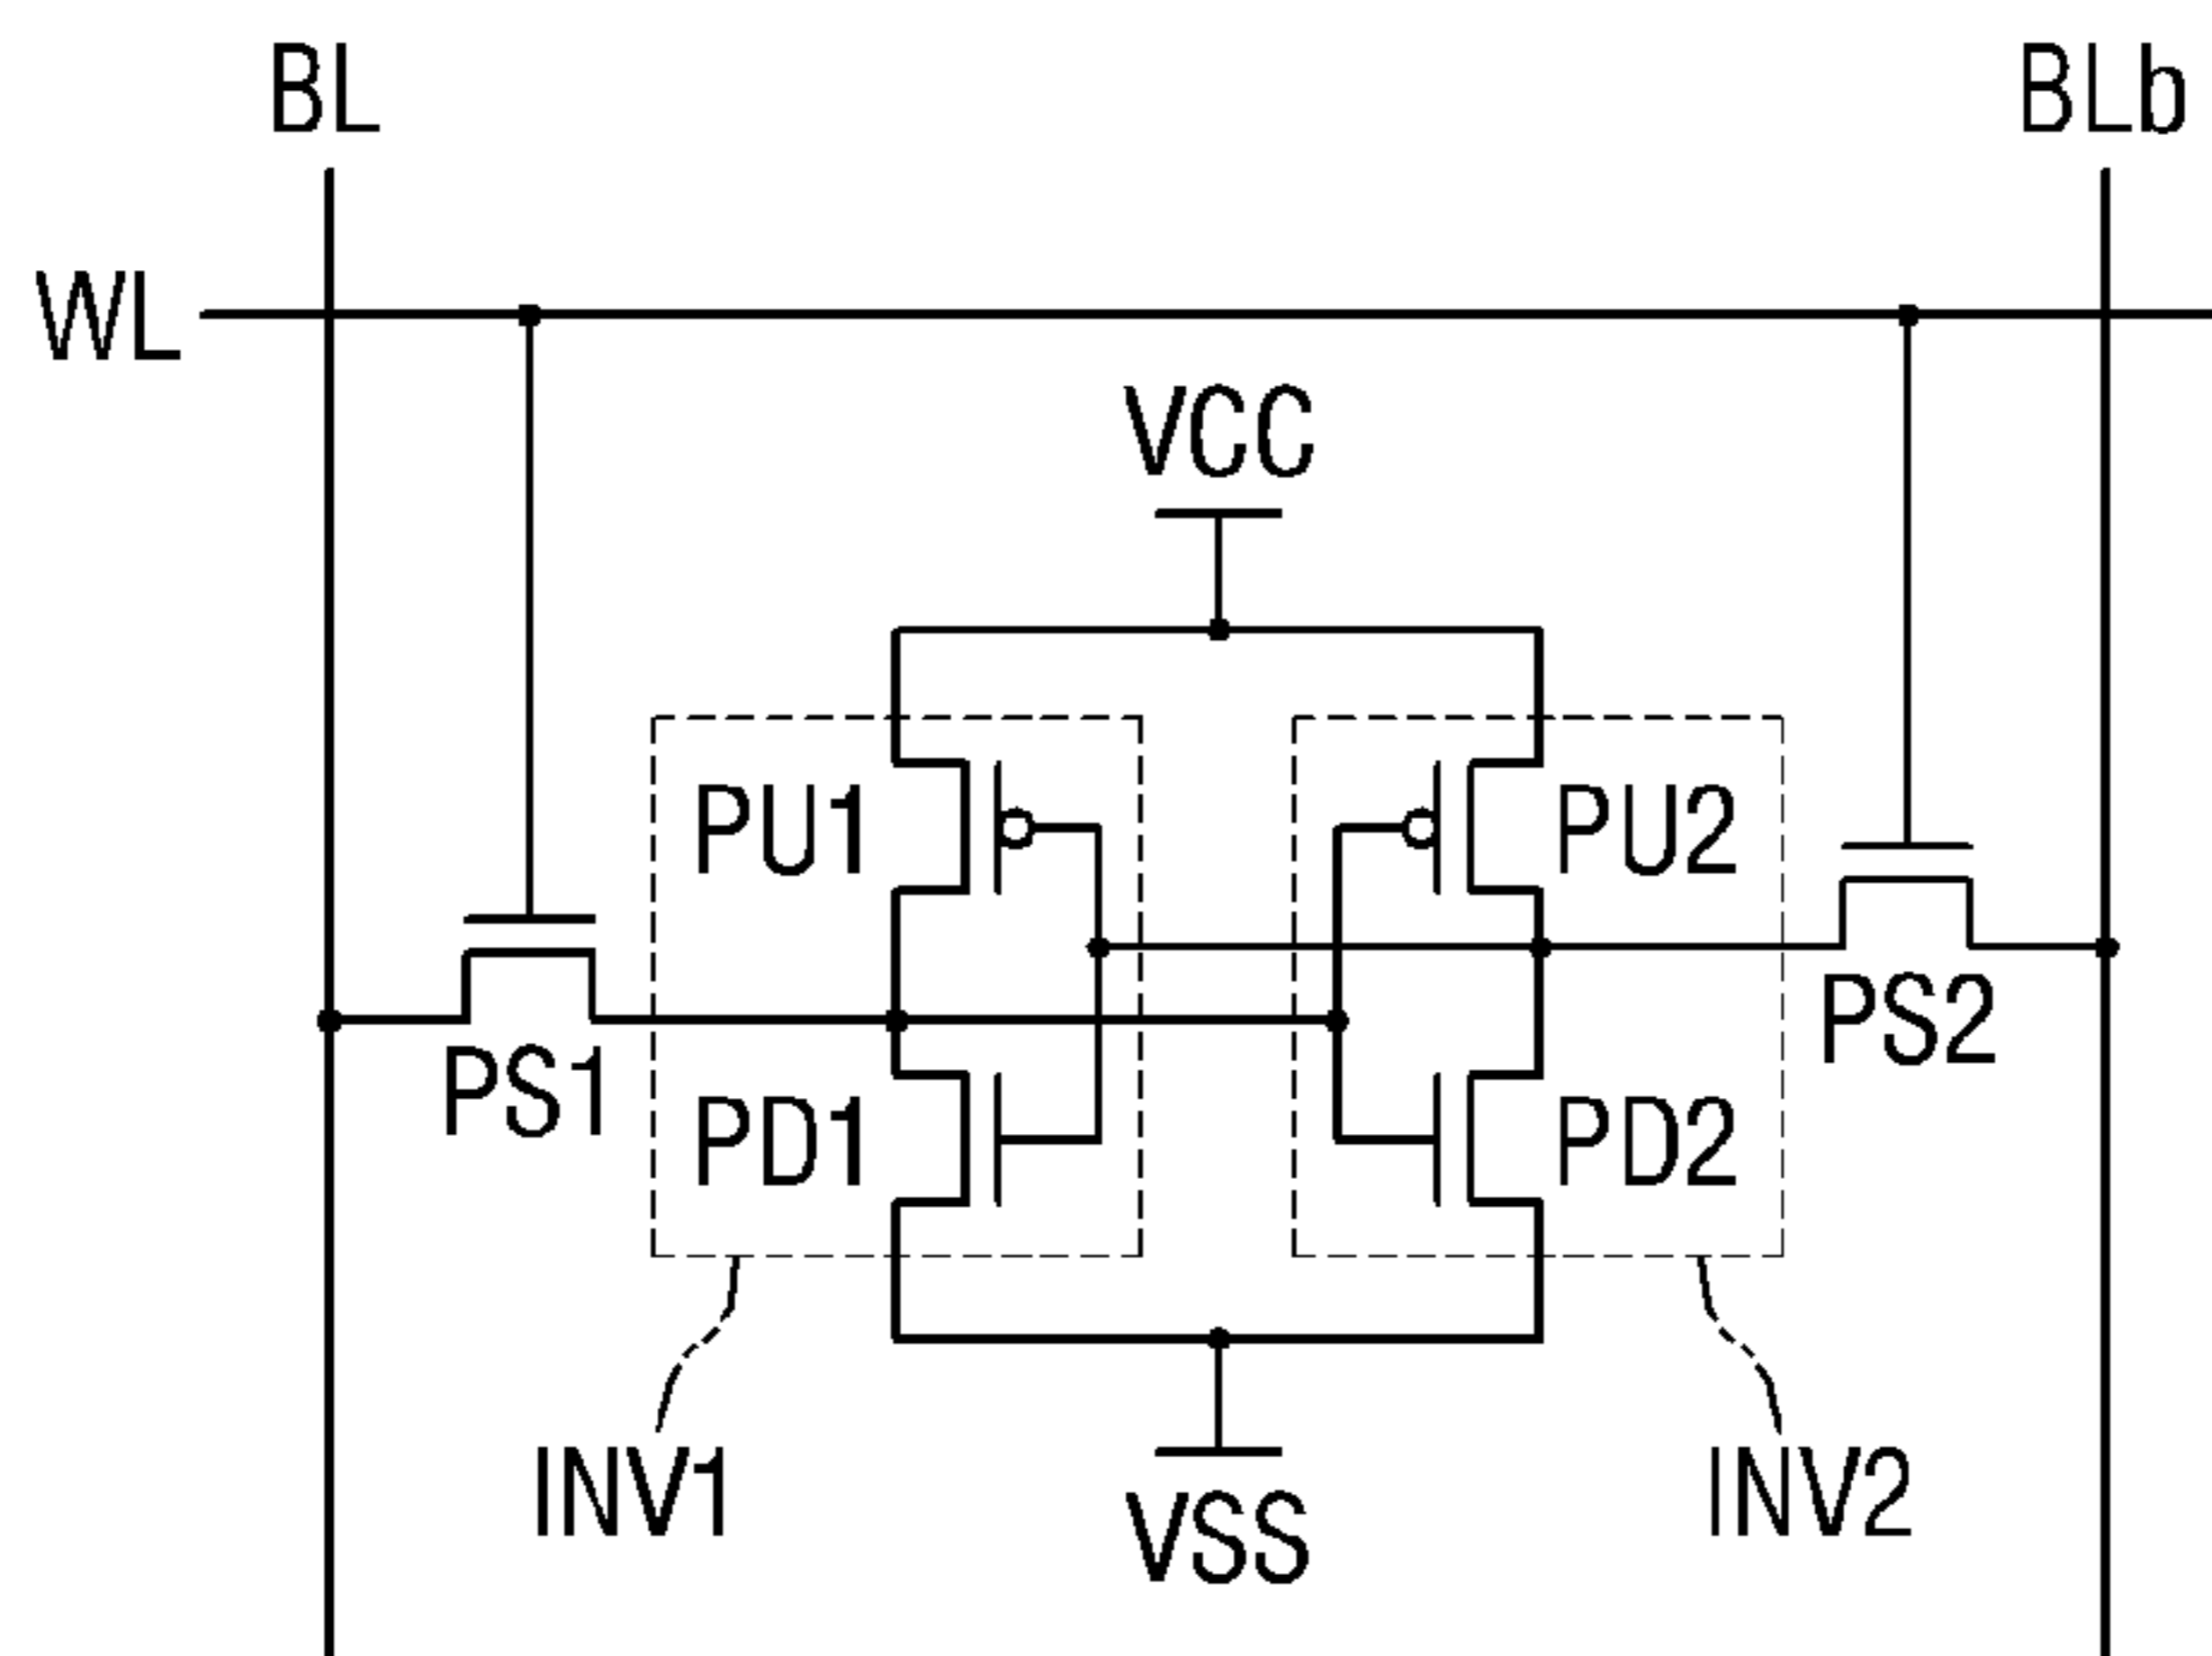 BL
BLb
WL
VCC
PU1
PU2
PS1
PS2
PD1
PD2
INV1
INV2
VSS